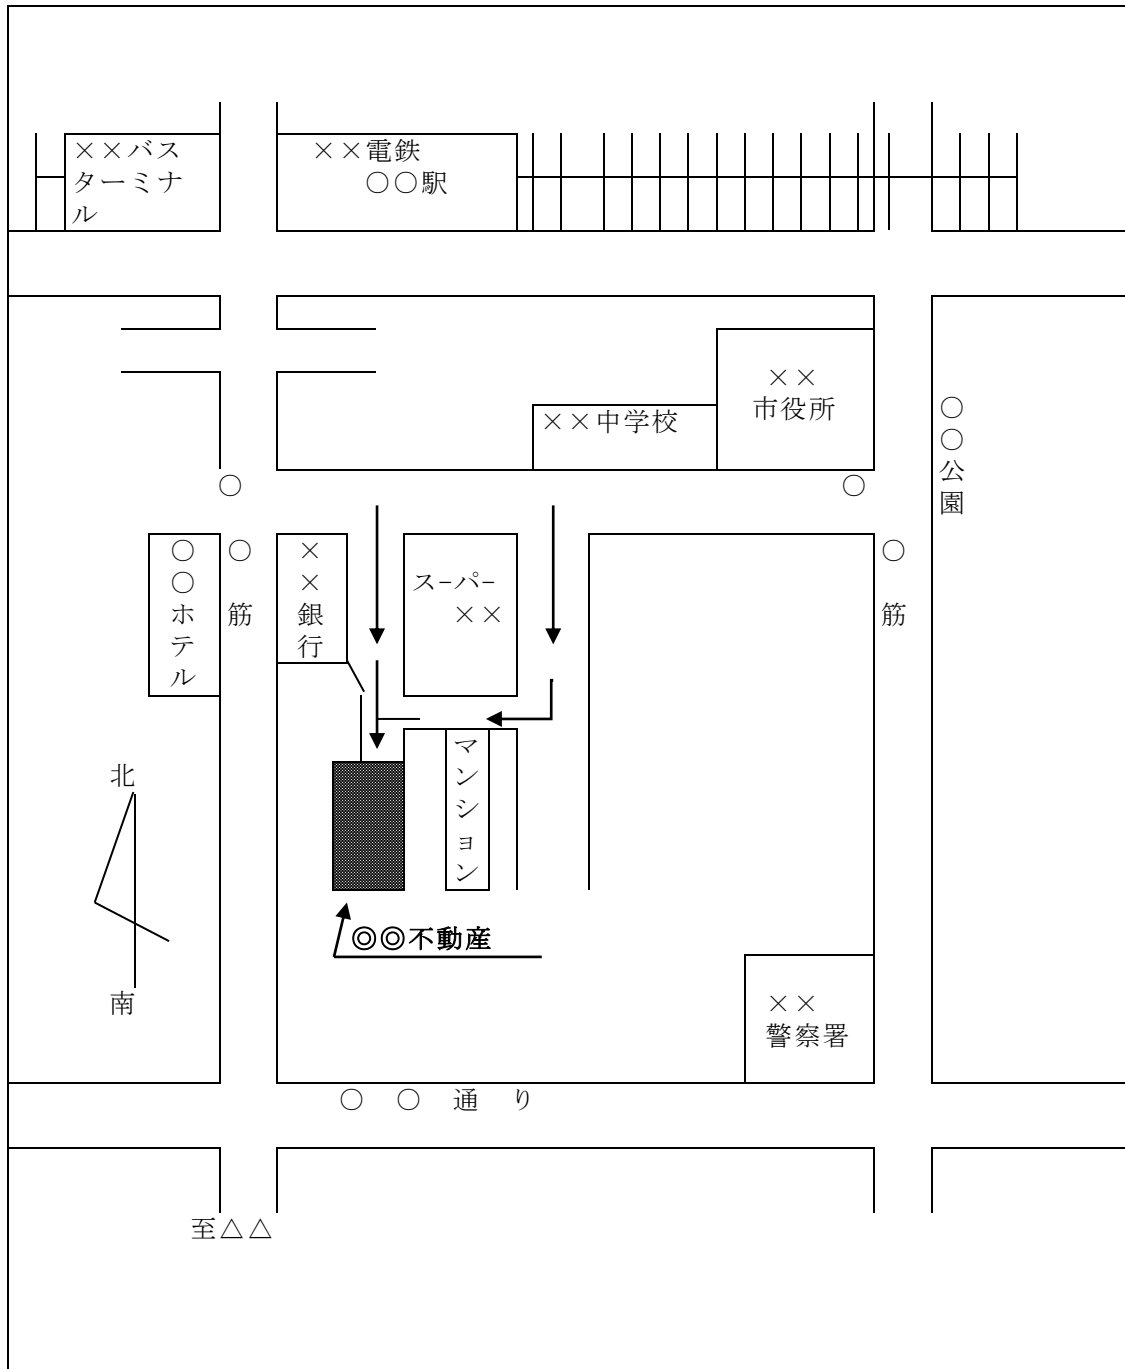 ××バス
ターミナ
ル
××電鉄
○○駅
××
市役所
××中学校
○○公園
○
○
○○ホテル
○筋
××銀行
スｰパｰ
××
○筋
マンション
北
南
◎◎不動産
××
警察署
○○通り
至△△